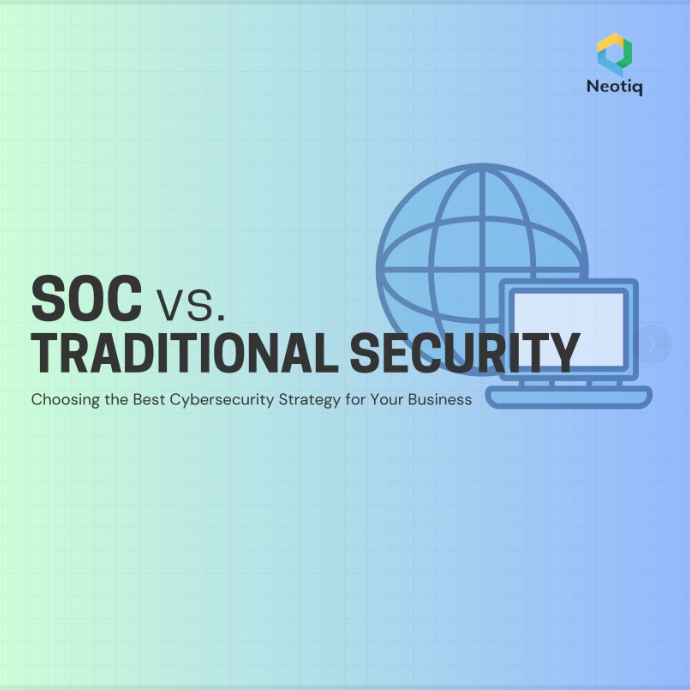 Neotiq
SOC vs.
TRADITIONAL SECURITY
Choosing the Best Cybersecurity Strategy for Your Business